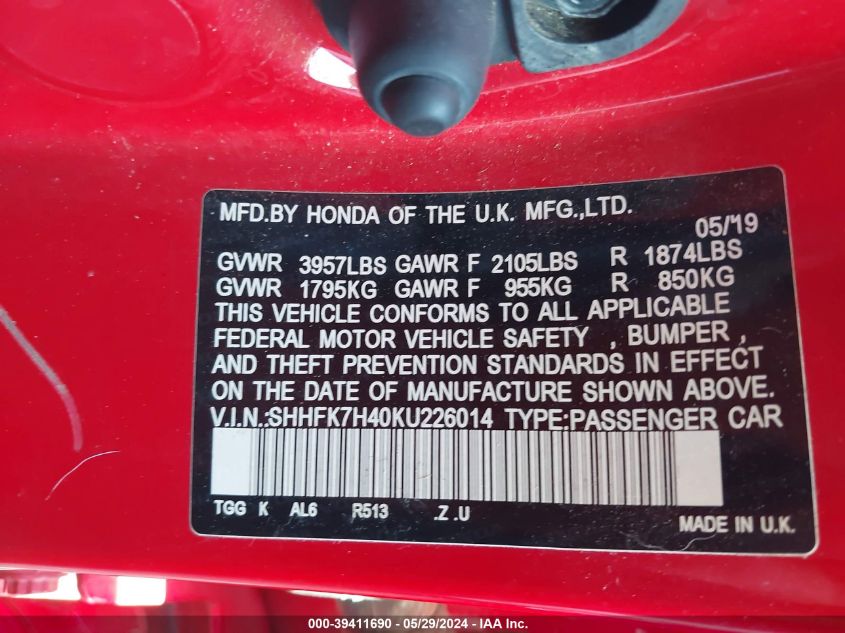 MFD.BY HONDA OF THE U.K. MFG.,LTD.
05/19
GVWR 3957LBS GAWR F 2105LBS R 1874LBS
GVWR 1795KG GAWR F 955KG R 850KG
THIS VEHICLE CONFORMS TO ALL APPLICABLE
FEDERAL MOTOR VEHICLE SAFETY , BUMPER ,
AND THEFT PREVENTION STANDARDS IN EFFECT
ON THE DATE OF MANUFACTURE SHOWN ABOVE.
V.I.N.:SHHFK7H40KU226014 TYPE:PASSENGER CAR
TGG K AL6 R513 .Z .U
MADE IN U.K.
000-39411690 - 05/29/2024 - IAA Inc.